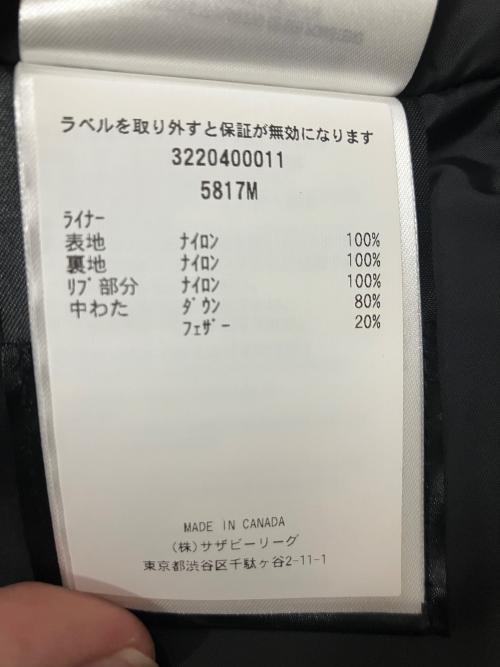 ラベルを取り外すと保証が無効になります
3220400011
5817M
ﾗｲﾅｰ
表地 ﾅｲﾛﾝ 100%
裏地 ﾅｲﾛﾝ 100%
ﾘﾌﾞ部分 ﾅｲﾛﾝ 100%
中わた ﾀﾞｳﾝ 80%
ﾌｪｻﾞｰ 20%
MADE IN CANADA
(株)サザビーリーグ
東京都渋谷区千駄ヶ谷2-11-1